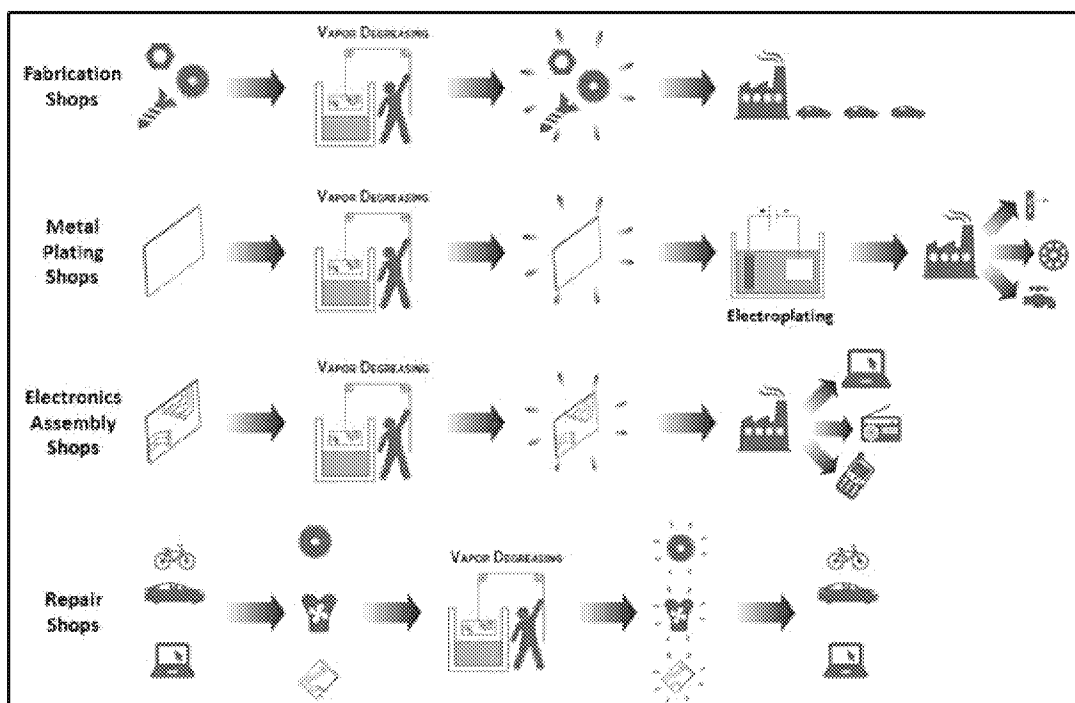 VAPOR DEGREASING
Fabrication
Shops
VAPOR DEGREASING
Metal
Plating
Shops
Electroplating
VAPOR DEGREASING
Electronics
Assembly
Shops
VAPOR DEGREASING
Repair
Shops